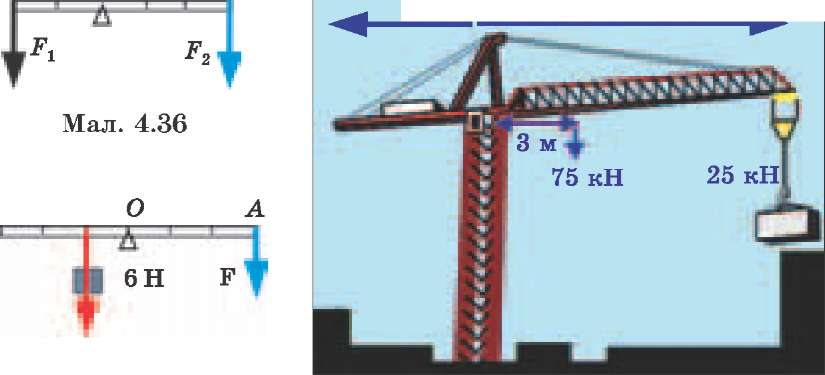 F₁
F₂
Мал. 4.36
O
A
6 Н
F
3 м
75 кН
25 кН